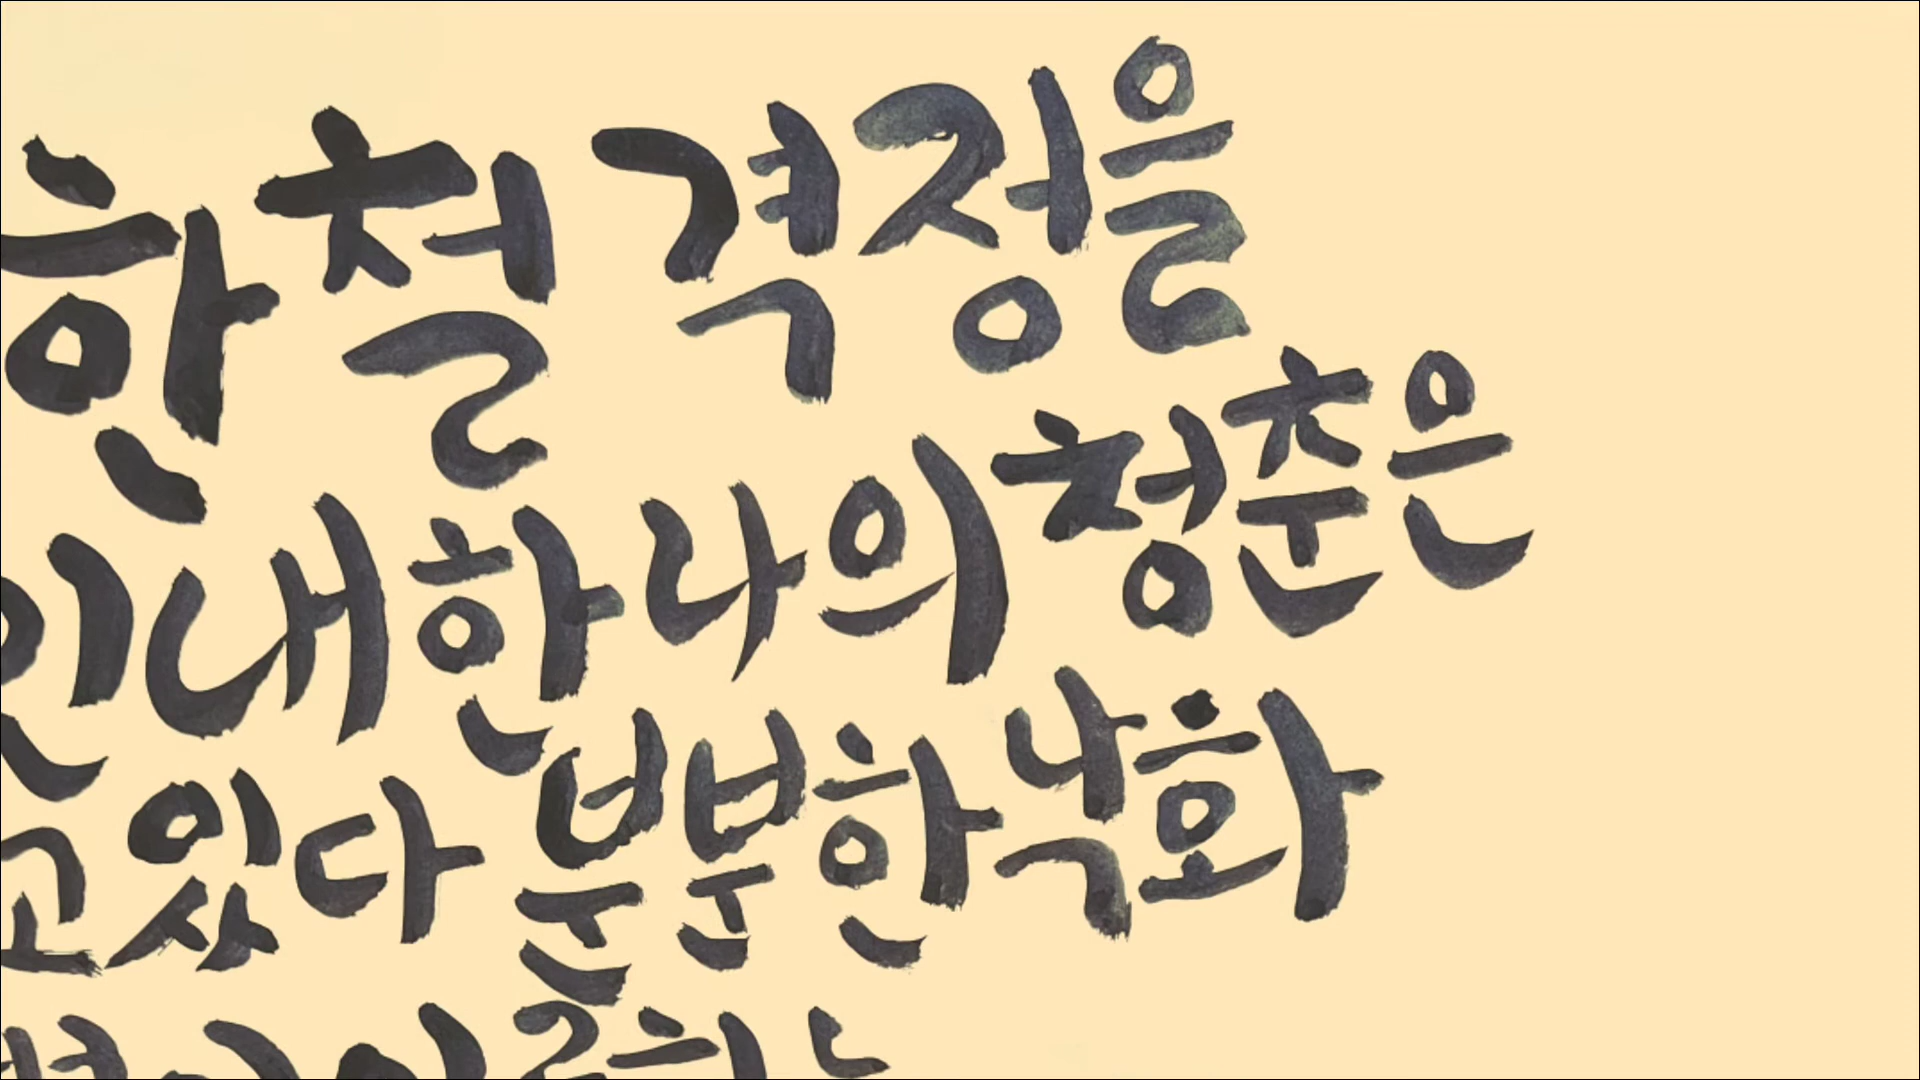 한철 격정을
인내한 나의 청춘은
고 있다 분분한 낙화